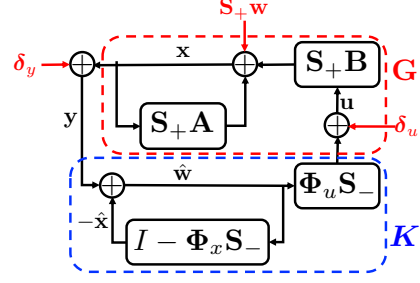 S₊w
δ_y
x
S₊B
G
S₊A
u
y
δ_u
ŵ
Φ_uS₋
−x̂
I − Φ_xS₋
K